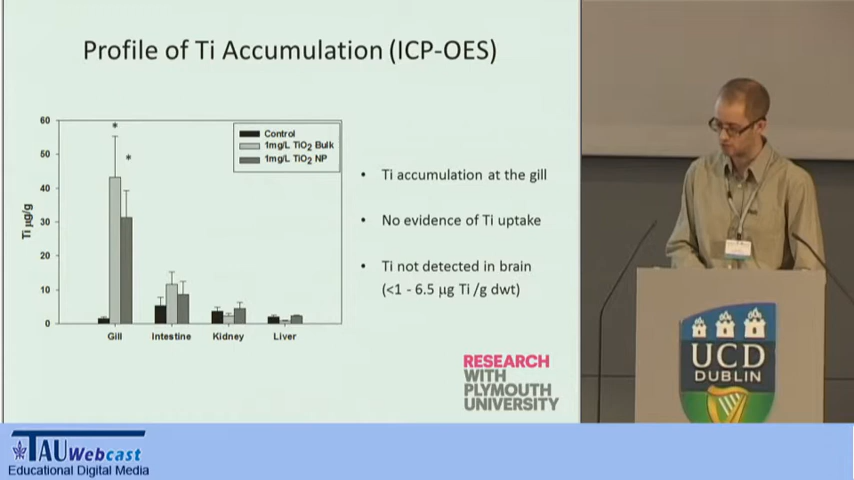 Profile of Ti Accumulation (ICP-OES)
60
50
40
30
20
10
0
Ti µg/g
*
*
Control
1mg/L TiO2 Bulk
1mg/L TiO2 NP
Gill
Intestine
Kidney
Liver
• Ti accumulation at the gill
• No evidence of Ti uptake
• Ti not detected in brain
(<1 - 6.5 µg Ti /g dwt)
RESEARCH
WITH
PLYMOUTH
UNIVERSITY
UCD
DUBLIN
TAU Webcast
Educational Digital Media